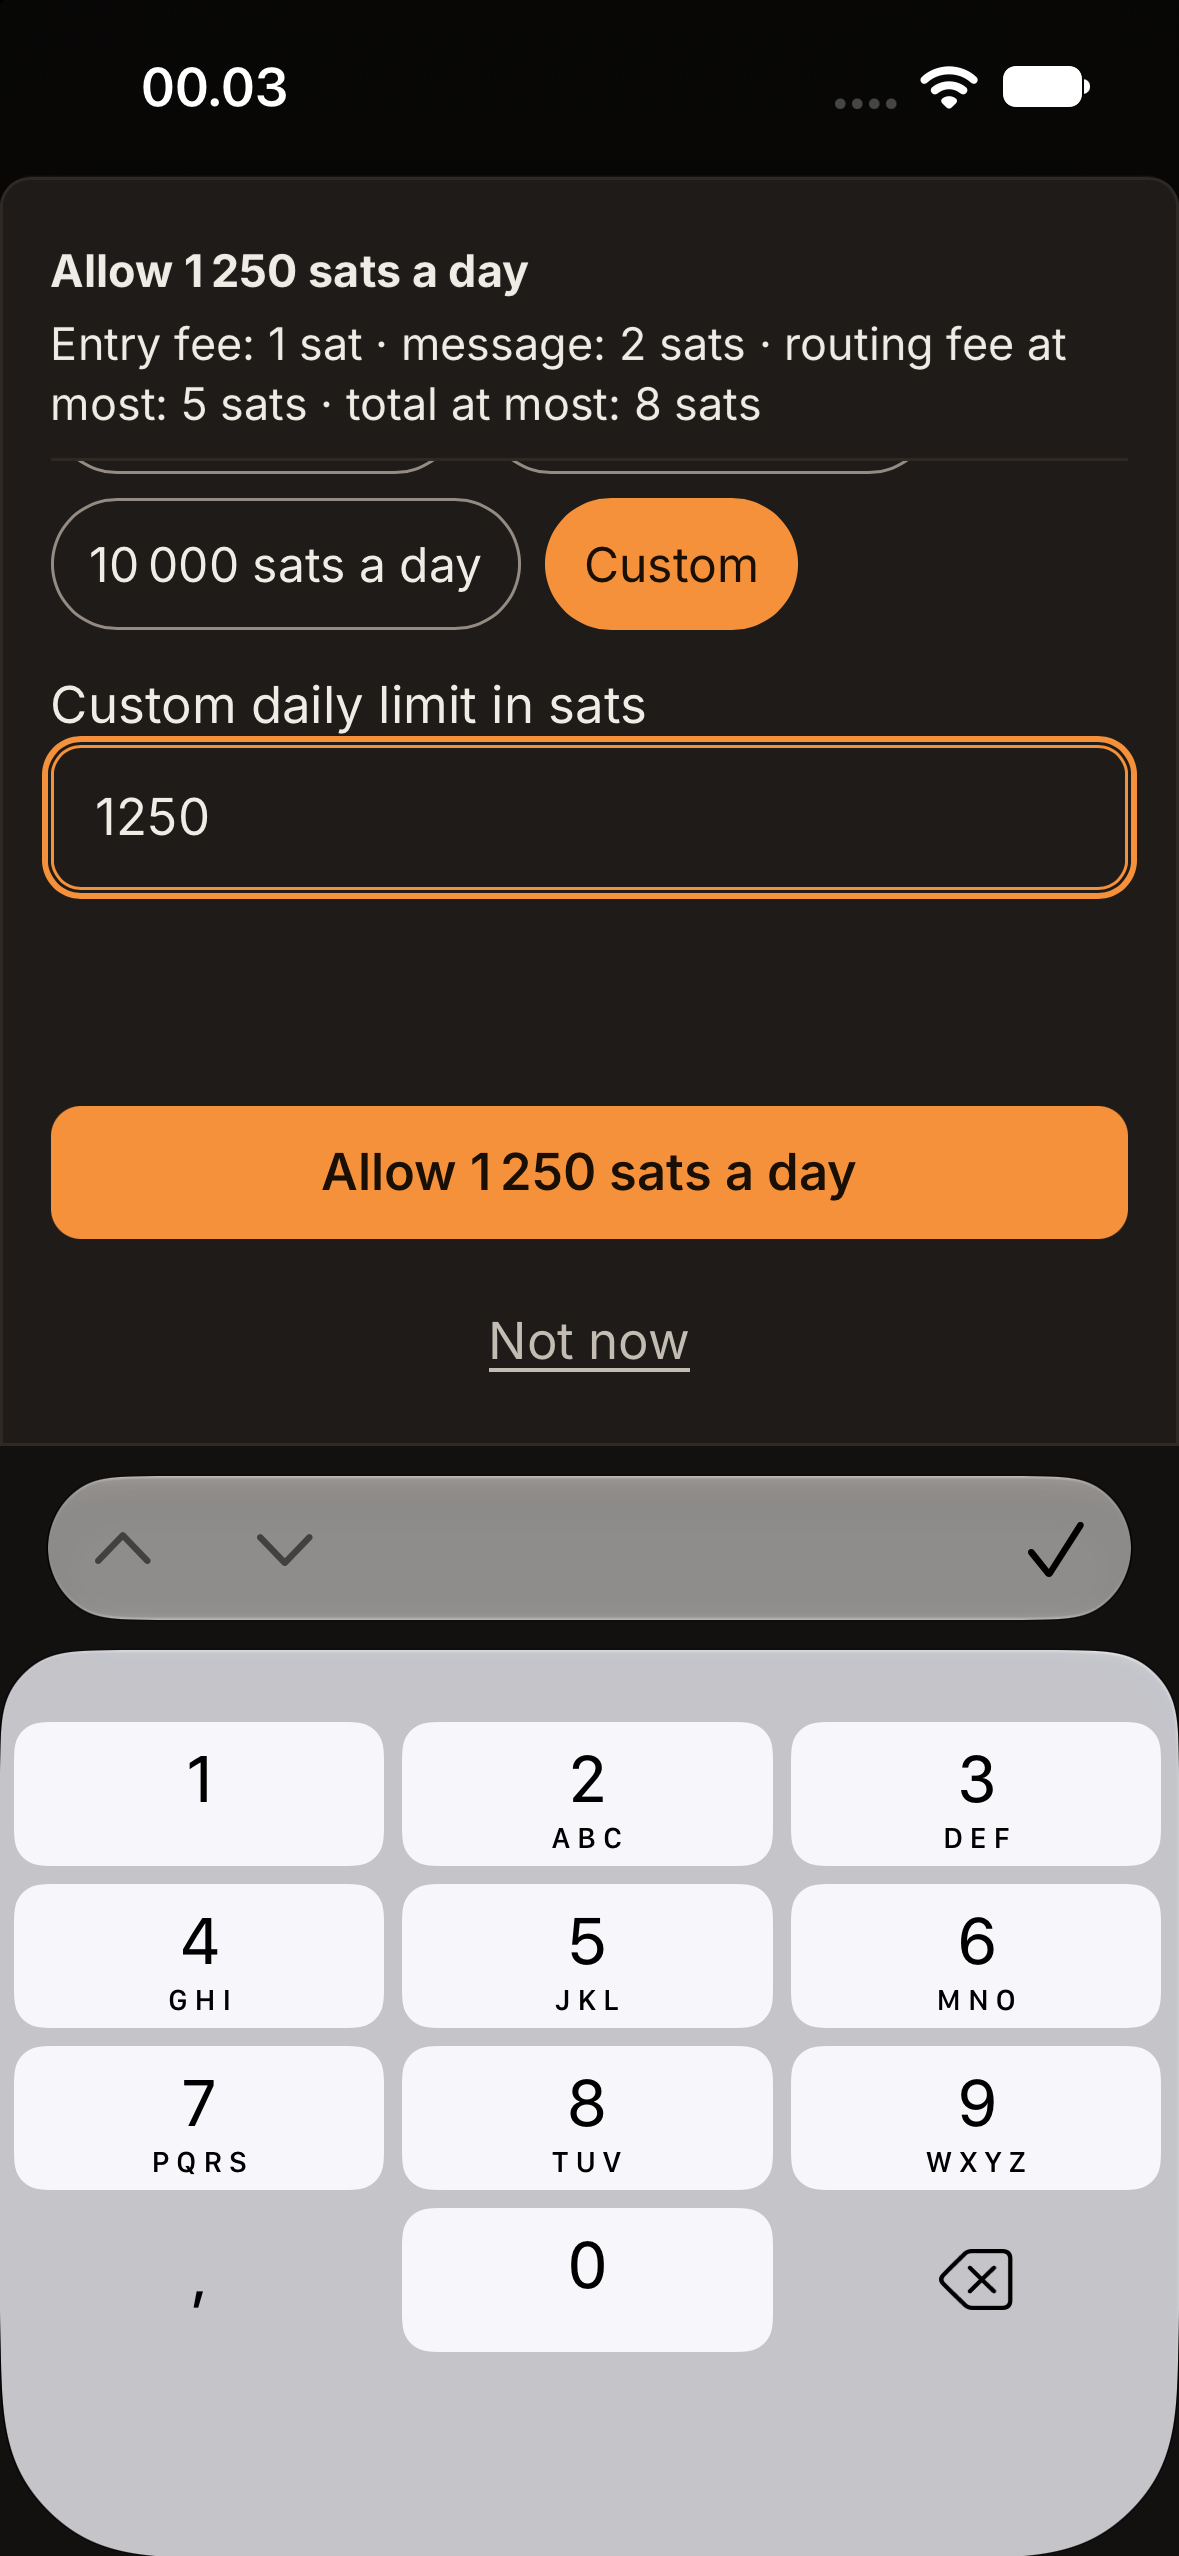 00.03
Allow 1 250 sats a day
Entry fee: 1 sat · message: 2 sats · routing fee at
most: 5 sats · total at most: 8 sats
10 000 sats a day
Custom
Custom daily limit in sats
1250
Allow 1 250 sats a day
Not now
1
2
ABC
3
DEF
4
GHI
5
JKL
6
MNO
7
PQRS
8
TUV
9
WXYZ
,
0